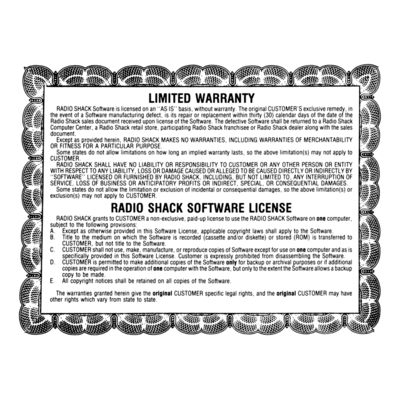 LIMITED WARRANTY
RADIO SHACK Software is licensed on an "AS IS" basis, without warranty. The original CUSTOMER'S exclusive remedy, in
the event of a Software manufacturing defect, is its repair or replacement within thirty (30) calendar days of the date of the
Radio Shack sales document received upon license of the Software. The defective Software shall be returned to a Radio Shack
Computer Center, a Radio Shack retail store, participating Radio Shack franchisee or Radio Shack dealer along with the sales
document.
Except as provided herein, RADIO SHACK MAKES NO WARRANTIES, INCLUDING WARRANTIES OF MERCHANTABILITY
OR FITNESS FOR A PARTICULAR PURPOSE.
Some states do not allow limitations on how long an implied warranty lasts, so the above limitation(s) may not apply to
CUSTOMER.
RADIO SHACK SHALL HAVE NO LIABILITY OR RESPONSIBILITY TO CUSTOMER OR ANY OTHER PERSON OR ENTITY
WITH RESPECT TO ANY LIABILITY, LOSS OR DAMAGE CAUSED OR ALLEGED TO BE CAUSED DIRECTLY OR INDIRECTLY BY
"SOFTWARE" LICENSED OR FURNISHED BY RADIO SHACK, INCLUDING, BUT NOT LIMITED TO, ANY INTERRUPTION OF
SERVICE, LOSS OF BUSINESS OR ANTICIPATORY PROFITS OR INDIRECT, SPECIAL, OR CONSEQUENTIAL DAMAGES.
Some states do not allow the exclusion or limitation of incidental or consequential damages, so the above limitation(s) or
exclusion(s) may not apply to CUSTOMER.
RADIO SHACK SOFTWARE LICENSE
RADIO SHACK grants to CUSTOMER a non-exclusive, paid-up license to use the RADIO SHACK Software on one computer,
subject to the following provisions:
A. Except as otherwise provided in this Software License, applicable copyright laws shall apply to the Software.
B. Title to the medium on which the Software is recorded (cassette and/or diskette) or stored (ROM) is transferred to
CUSTOMER, but not title to the Software.
C. CUSTOMER shall not use, make, manufacture, or reproduce copies of Software except for use on one computer and as is
specifically provided in this Software License. Customer is expressly prohibited from disassembling the Software.
D. CUSTOMER is permitted to make additional copies of the Software only for backup or archival purposes or if additional
copies are required in the operation of one computer with the Software, but only to the extent the Software allows a backup
copy to be made.
E. All copyright notices shall be retained on all copies of the Software.
The warranties granted herein give the original CUSTOMER specific legal rights, and the original CUSTOMER may have
other rights which vary from state to state.